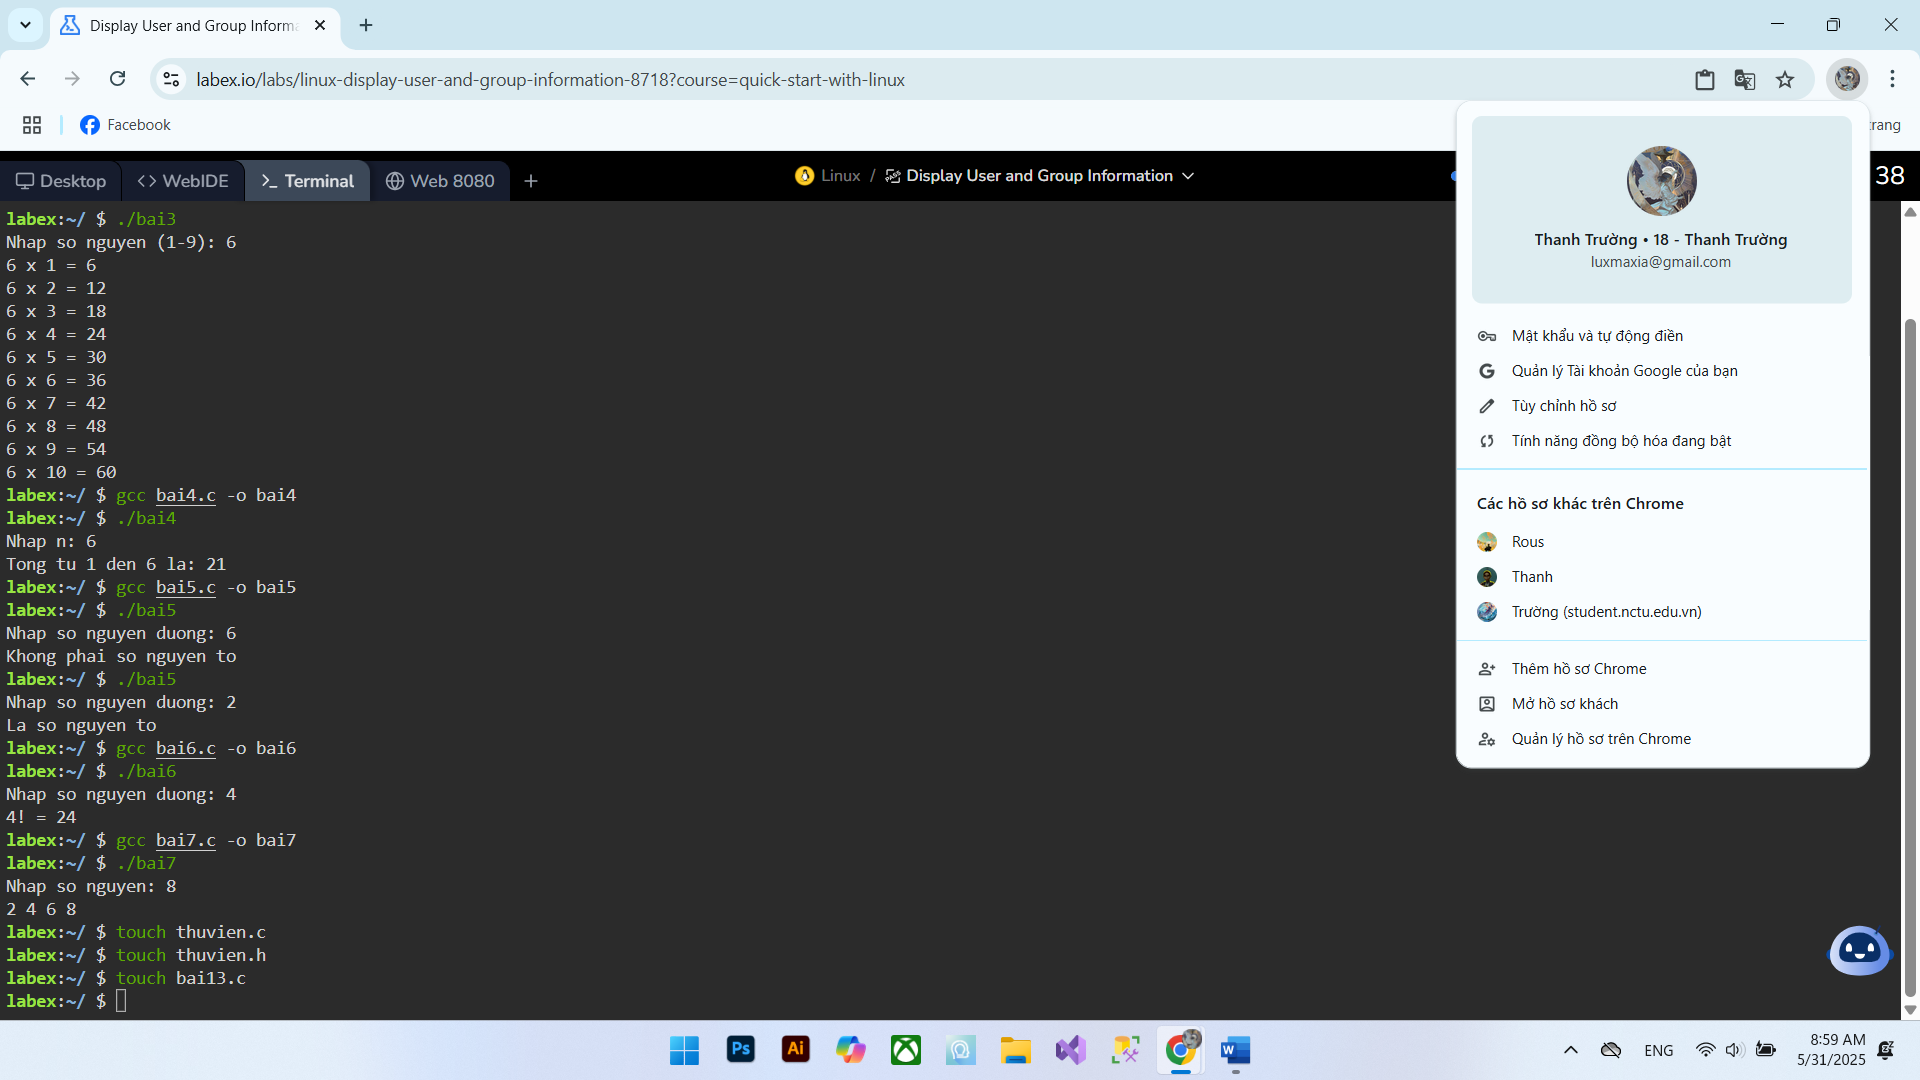 Display User and Group Informa
labex.io/labs/linux-display-user-and-group-information-8718?course=quick-start-with-linux
Facebook
trang
Desktop
WebIDE
Terminal
Web 8080
Linux / Display User and Group Information
38
labex:~/ $ ./bai3
Nhap so nguyen (1-9): 6
6 x 1 = 6
6 x 2 = 12
6 x 3 = 18
6 x 4 = 24
6 x 5 = 30
6 x 6 = 36
6 x 7 = 42
6 x 8 = 48
6 x 9 = 54
6 x 10 = 60
labex:~/ $ gcc bai4.c -o bai4
labex:~/ $ ./bai4
Nhap n: 6
Tong tu 1 den 6 la: 21
labex:~/ $ gcc bai5.c -o bai5
labex:~/ $ ./bai5
Nhap so nguyen duong: 6
Khong phai so nguyen to
labex:~/ $ ./bai5
Nhap so nguyen duong: 2
La so nguyen to
labex:~/ $ gcc bai6.c -o bai6
labex:~/ $ ./bai6
Nhap so nguyen duong: 4
4! = 24
labex:~/ $ gcc bai7.c -o bai7
labex:~/ $ ./bai7
Nhap so nguyen: 8
2 4 6 8
labex:~/ $ touch thuvien.c
labex:~/ $ touch thuvien.h
labex:~/ $ touch bai13.c
labex:~/ $
Thanh Trường • 18 - Thanh Trường
luxmaxia@gmail.com
Mật khẩu và tự động điền
Quản lý Tài khoản Google của bạn
Tùy chỉnh hồ sơ
Tính năng đồng bộ hóa đang bật
Các hồ sơ khác trên Chrome
Rous
Thanh
Trường (student.nctu.edu.vn)
Thêm hồ sơ Chrome
Mở hồ sơ khách
Quản lý hồ sơ trên Chrome
Ps
Ai
W
ENG
8:59 AM
5/31/2025